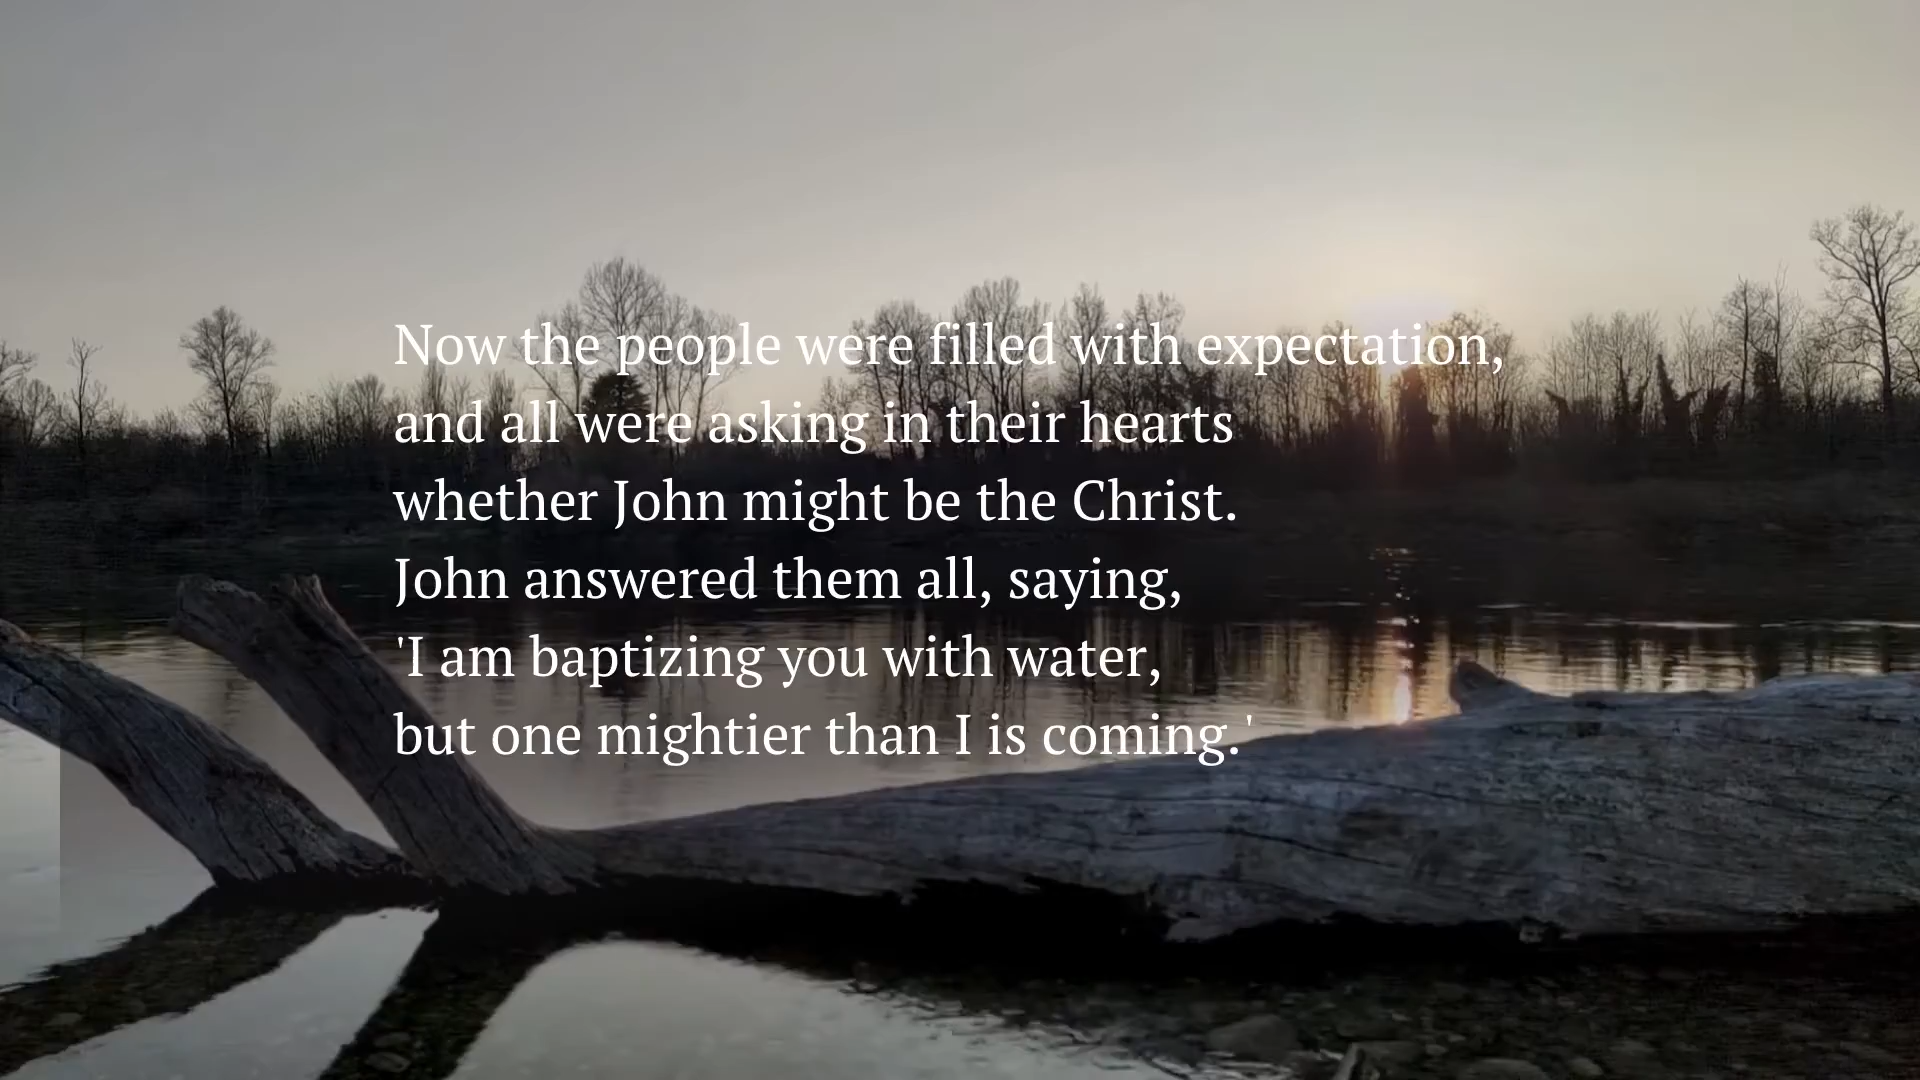 Now the people were filled with expectation,
and all were asking in their hearts
whether John might be the Christ.
John answered them all, saying,
'I am baptizing you with water,
but one mightier than I is coming.'